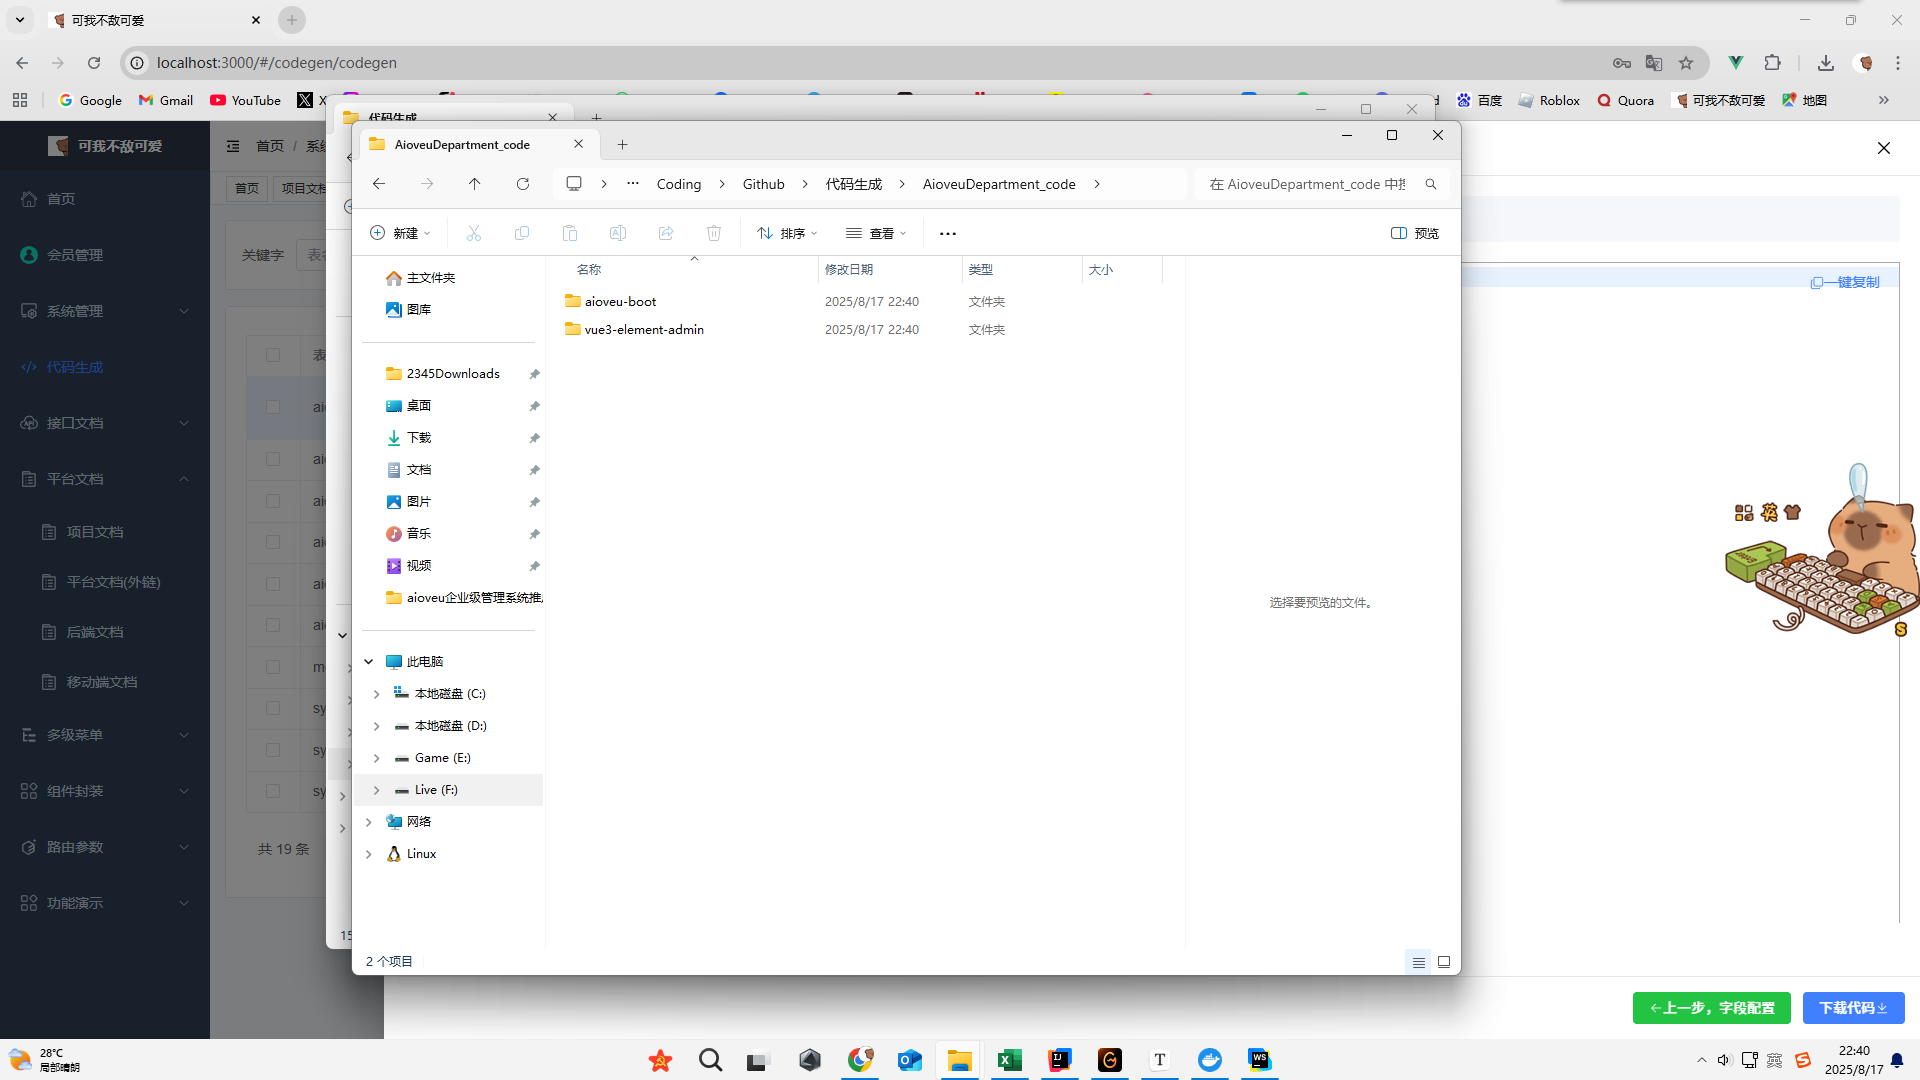 可我不敌可爱
localhost:3000/#/codegen/codegen
Google
Gmail
YouTube
X
百度
Roblox
Quora
可我不敌可爱
地图
可我不敌可爱
首页
会员管理
系统管理
代码生成
接口文档
平台文档
项目文档
平台文档(外链)
后端文档
移动端文档
多级菜单
组件封装
路由参数
功能演示
首页 /
首页
项目文档
关键字
共 19 条
代码生成
AioveuDepartment_code
Coding
Github
代码生成
AioveuDepartment_code
在 AioveuDepartment_code 中搜
新建
排序
查看
预览
主文件夹
图库
2345Downloads
桌面
下载
文档
图片
音乐
视频
aioveu企业级管理系统推
此电脑
本地磁盘 (C:)
本地磁盘 (D:)
Game (E:)
Live (F:)
网络
Linux
名称 修改日期 类型 大小
aioveu-boot 2025/8/17 22:40 文件夹
vue3-element-admin 2025/8/17 22:40 文件夹
选择要预览的文件。
2 个项目
一键复制
英
S
←上一步，字段配置
下载代码
28°C
局部晴朗
英
22:40
2025/8/17